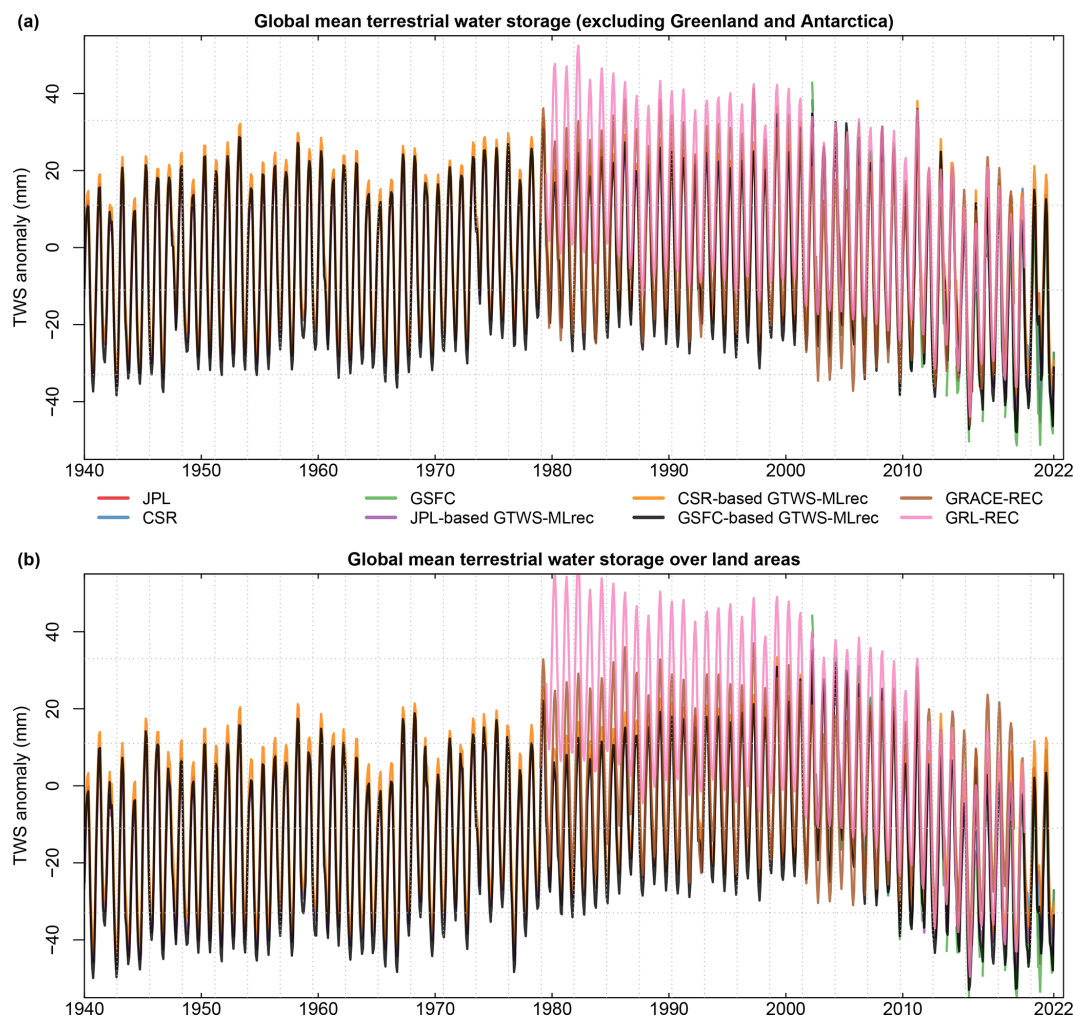 (a) Global mean terrestrial water storage (excluding Greenland and Antarctica)
TWS anomaly (mm)
40
20
0
−20
−40
1940 1950 1960 1970 1980 1990 2000 2010 2022
JPL GSFC CSR-based GTWS-MLrec GRACE-REC
CSR JPL-based GTWS-MLrec GSFC-based GTWS-MLrec GRL-REC
(b) Global mean terrestrial water storage over land areas
TWS anomaly (mm)
40
20
0
−20
−40
1940 1950 1960 1970 1980 1990 2000 2010 2022